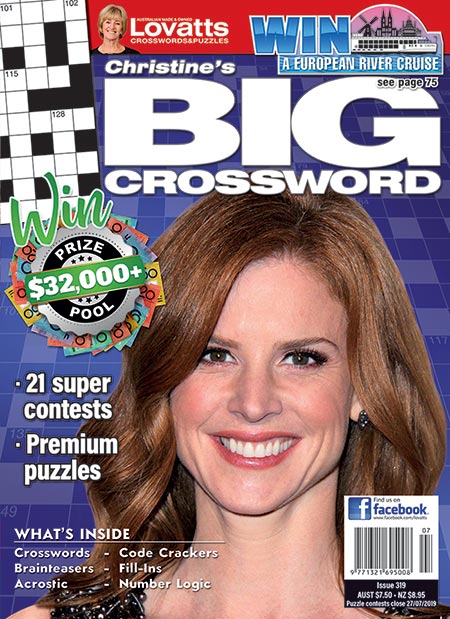 101
102
115
128
AUSTRALIAN MADE & OWNED
Lovatts
CROSSWORDS&PUZZLES
WIN
A EUROPEAN RIVER CRUISE
see page 75
Christine's
BIG
CROSSWORD
Win
PRIZE
$32,000+
POOL
· 21 super
contests
· Premium
puzzles
49
WHAT'S INSIDE
Crosswords - Code Crackers
Brainteasers - Fill-Ins
Acrostic - Number Logic
Find us on
facebook
www.facebook.com/lovatts
07
9 771321 695008
Issue 319
AUST $7.50 • NZ $8.95
Puzzle contests close 27/07/2019